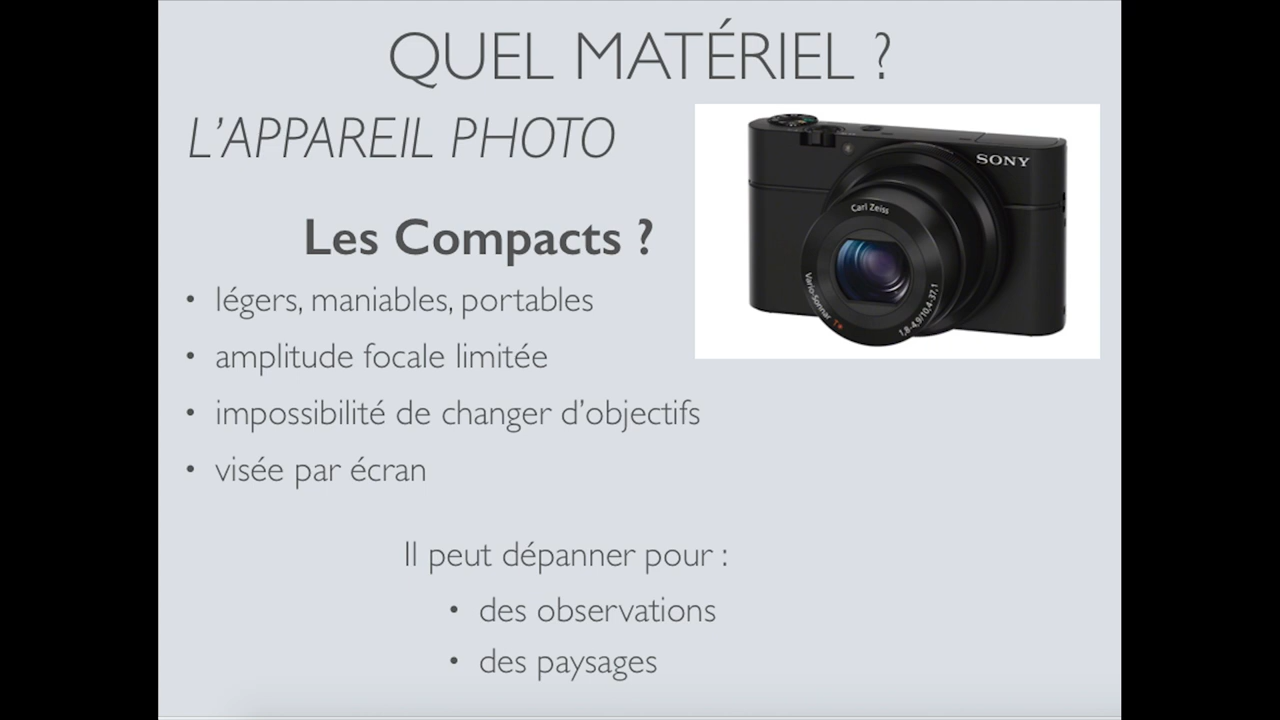 QUEL MATÉRIEL ?
L'APPAREIL PHOTO
SONY
Carl Zeiss
Vario-Sonnar T*
1,8-4,9/10,4-37,1
Les Compacts ?
• légers, maniables, portables
• amplitude focale limitée
• impossibilité de changer d'objectifs
• visée par écran
Il peut dépanner pour :
• des observations
• des paysages